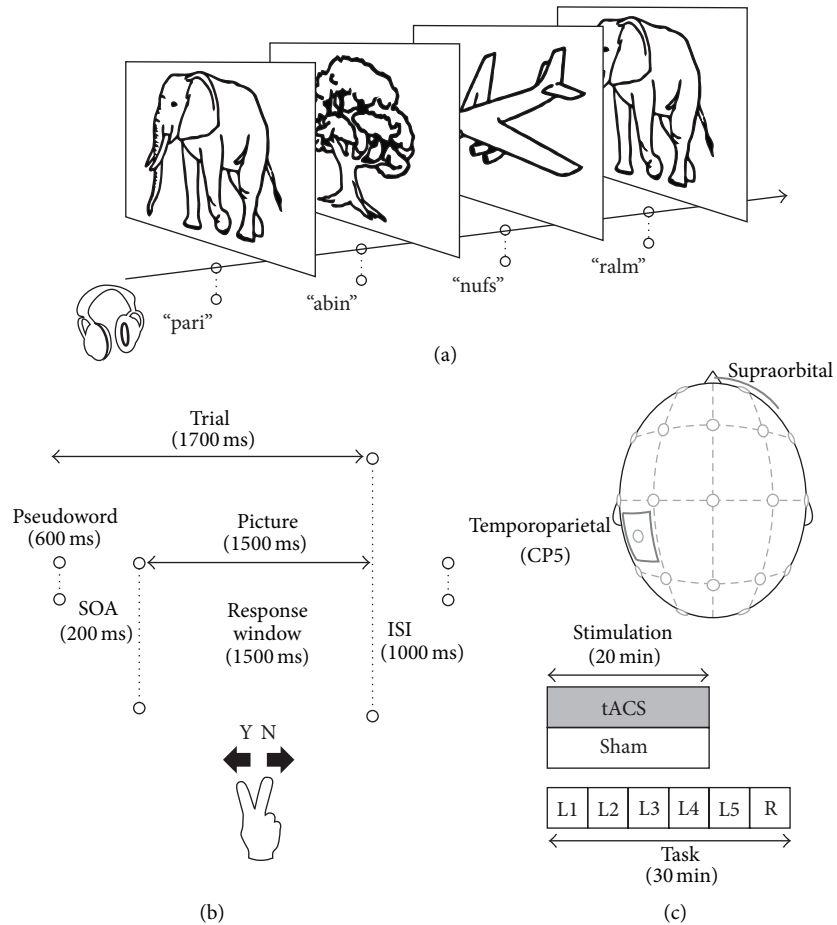 “pari”
“abin”
“nufs”
“ralm”
(a)
Trial
(1700 ms)
Pseudoword
(600 ms)
Picture
(1500 ms)
SOA
(200 ms)
Response
window
(1500 ms)
ISI
(1000 ms)
Y N
(b)
Supraorbital
Temporoparietal
(CP5)
Stimulation
(20 min)
tACS
Sham
L1 L2 L3 L4 L5 R
Task
(30 min)
(c)